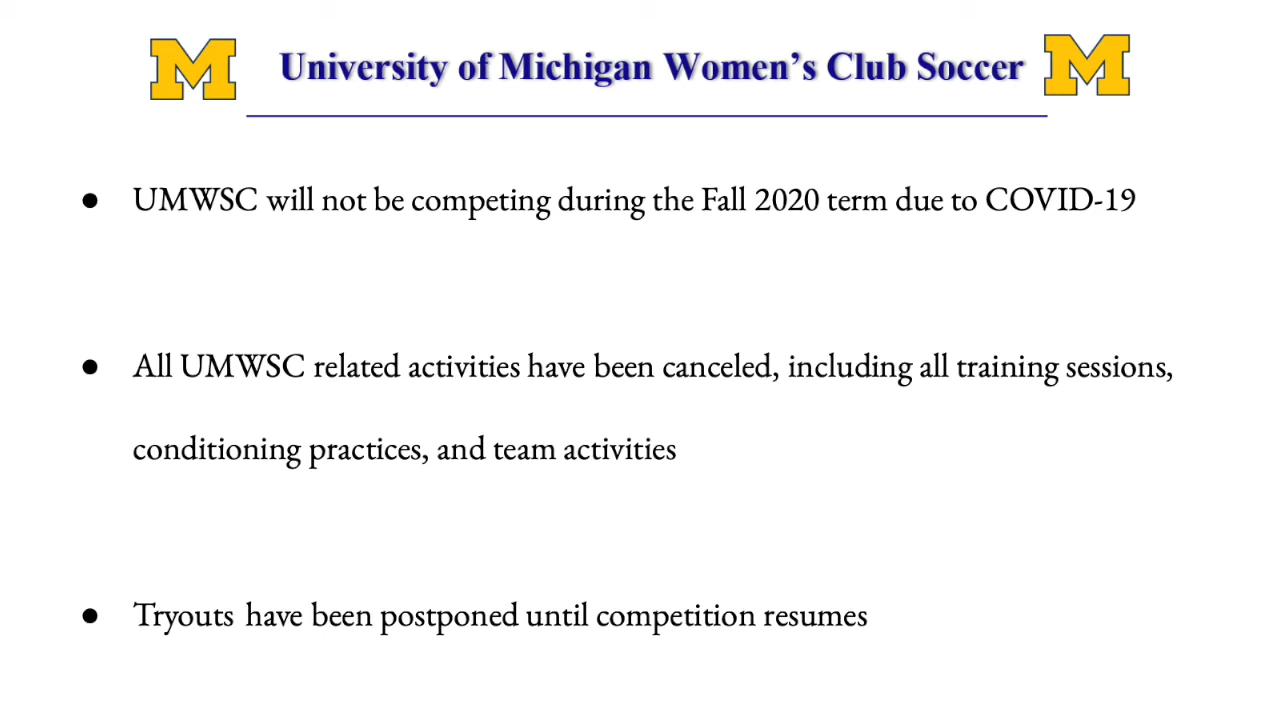 M University of Michigan Women's Club Soccer M
● UMWSC will not be competing during the Fall 2020 term due to COVID-19
● All UMWSC related activities have been canceled, including all training sessions,
conditioning practices, and team activities
● Tryouts have been postponed until competition resumes